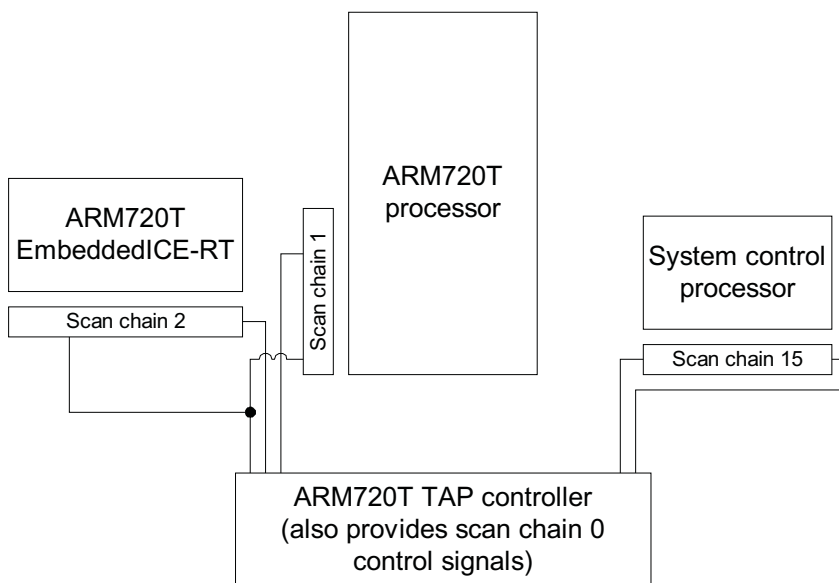 ARM720T
processor
ARM720T
EmbeddedICE-RT
Scan chain 1
System control
processor
Scan chain 2
Scan chain 15
ARM720T TAP controller
(also provides scan chain 0
control signals)